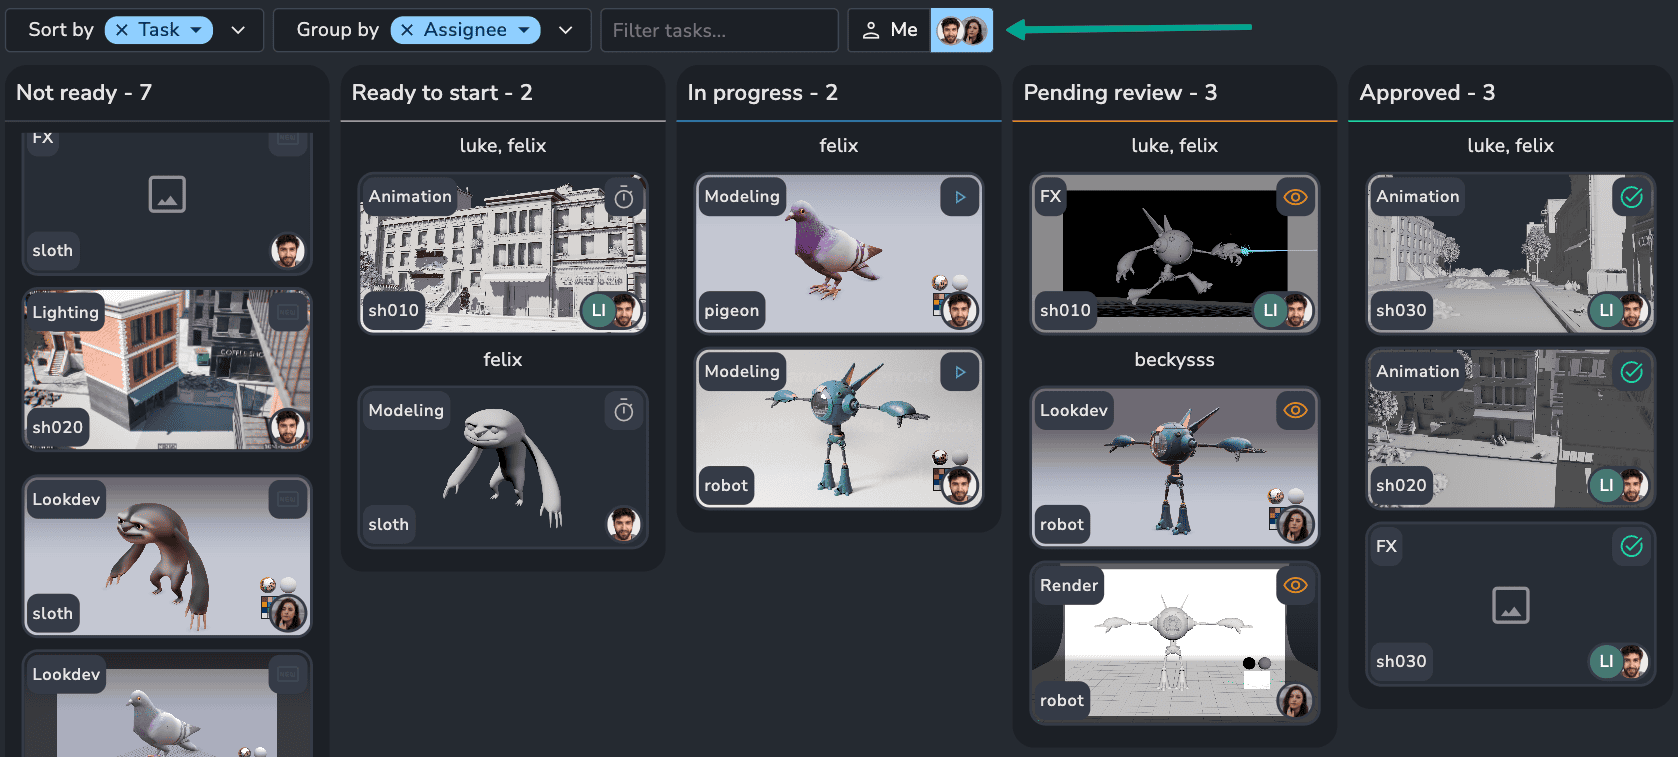 Sort by
Task
Group by
Assignee
Filter tasks...
Me
Not ready - 7
FX
sloth
Lighting
sh020
Lookdev
sloth
Lookdev
Ready to start - 2
luke, felix
Animation
sh010
LI
felix
Modeling
sloth
In progress - 2
felix
Modeling
pigeon
Modeling
robot
Pending review - 3
luke, felix
FX
sh010
LI
beckysss
Lookdev
robot
Render
robot
Approved - 3
luke, felix
Animation
sh030
LI
Animation
sh020
LI
FX
sh030
LI